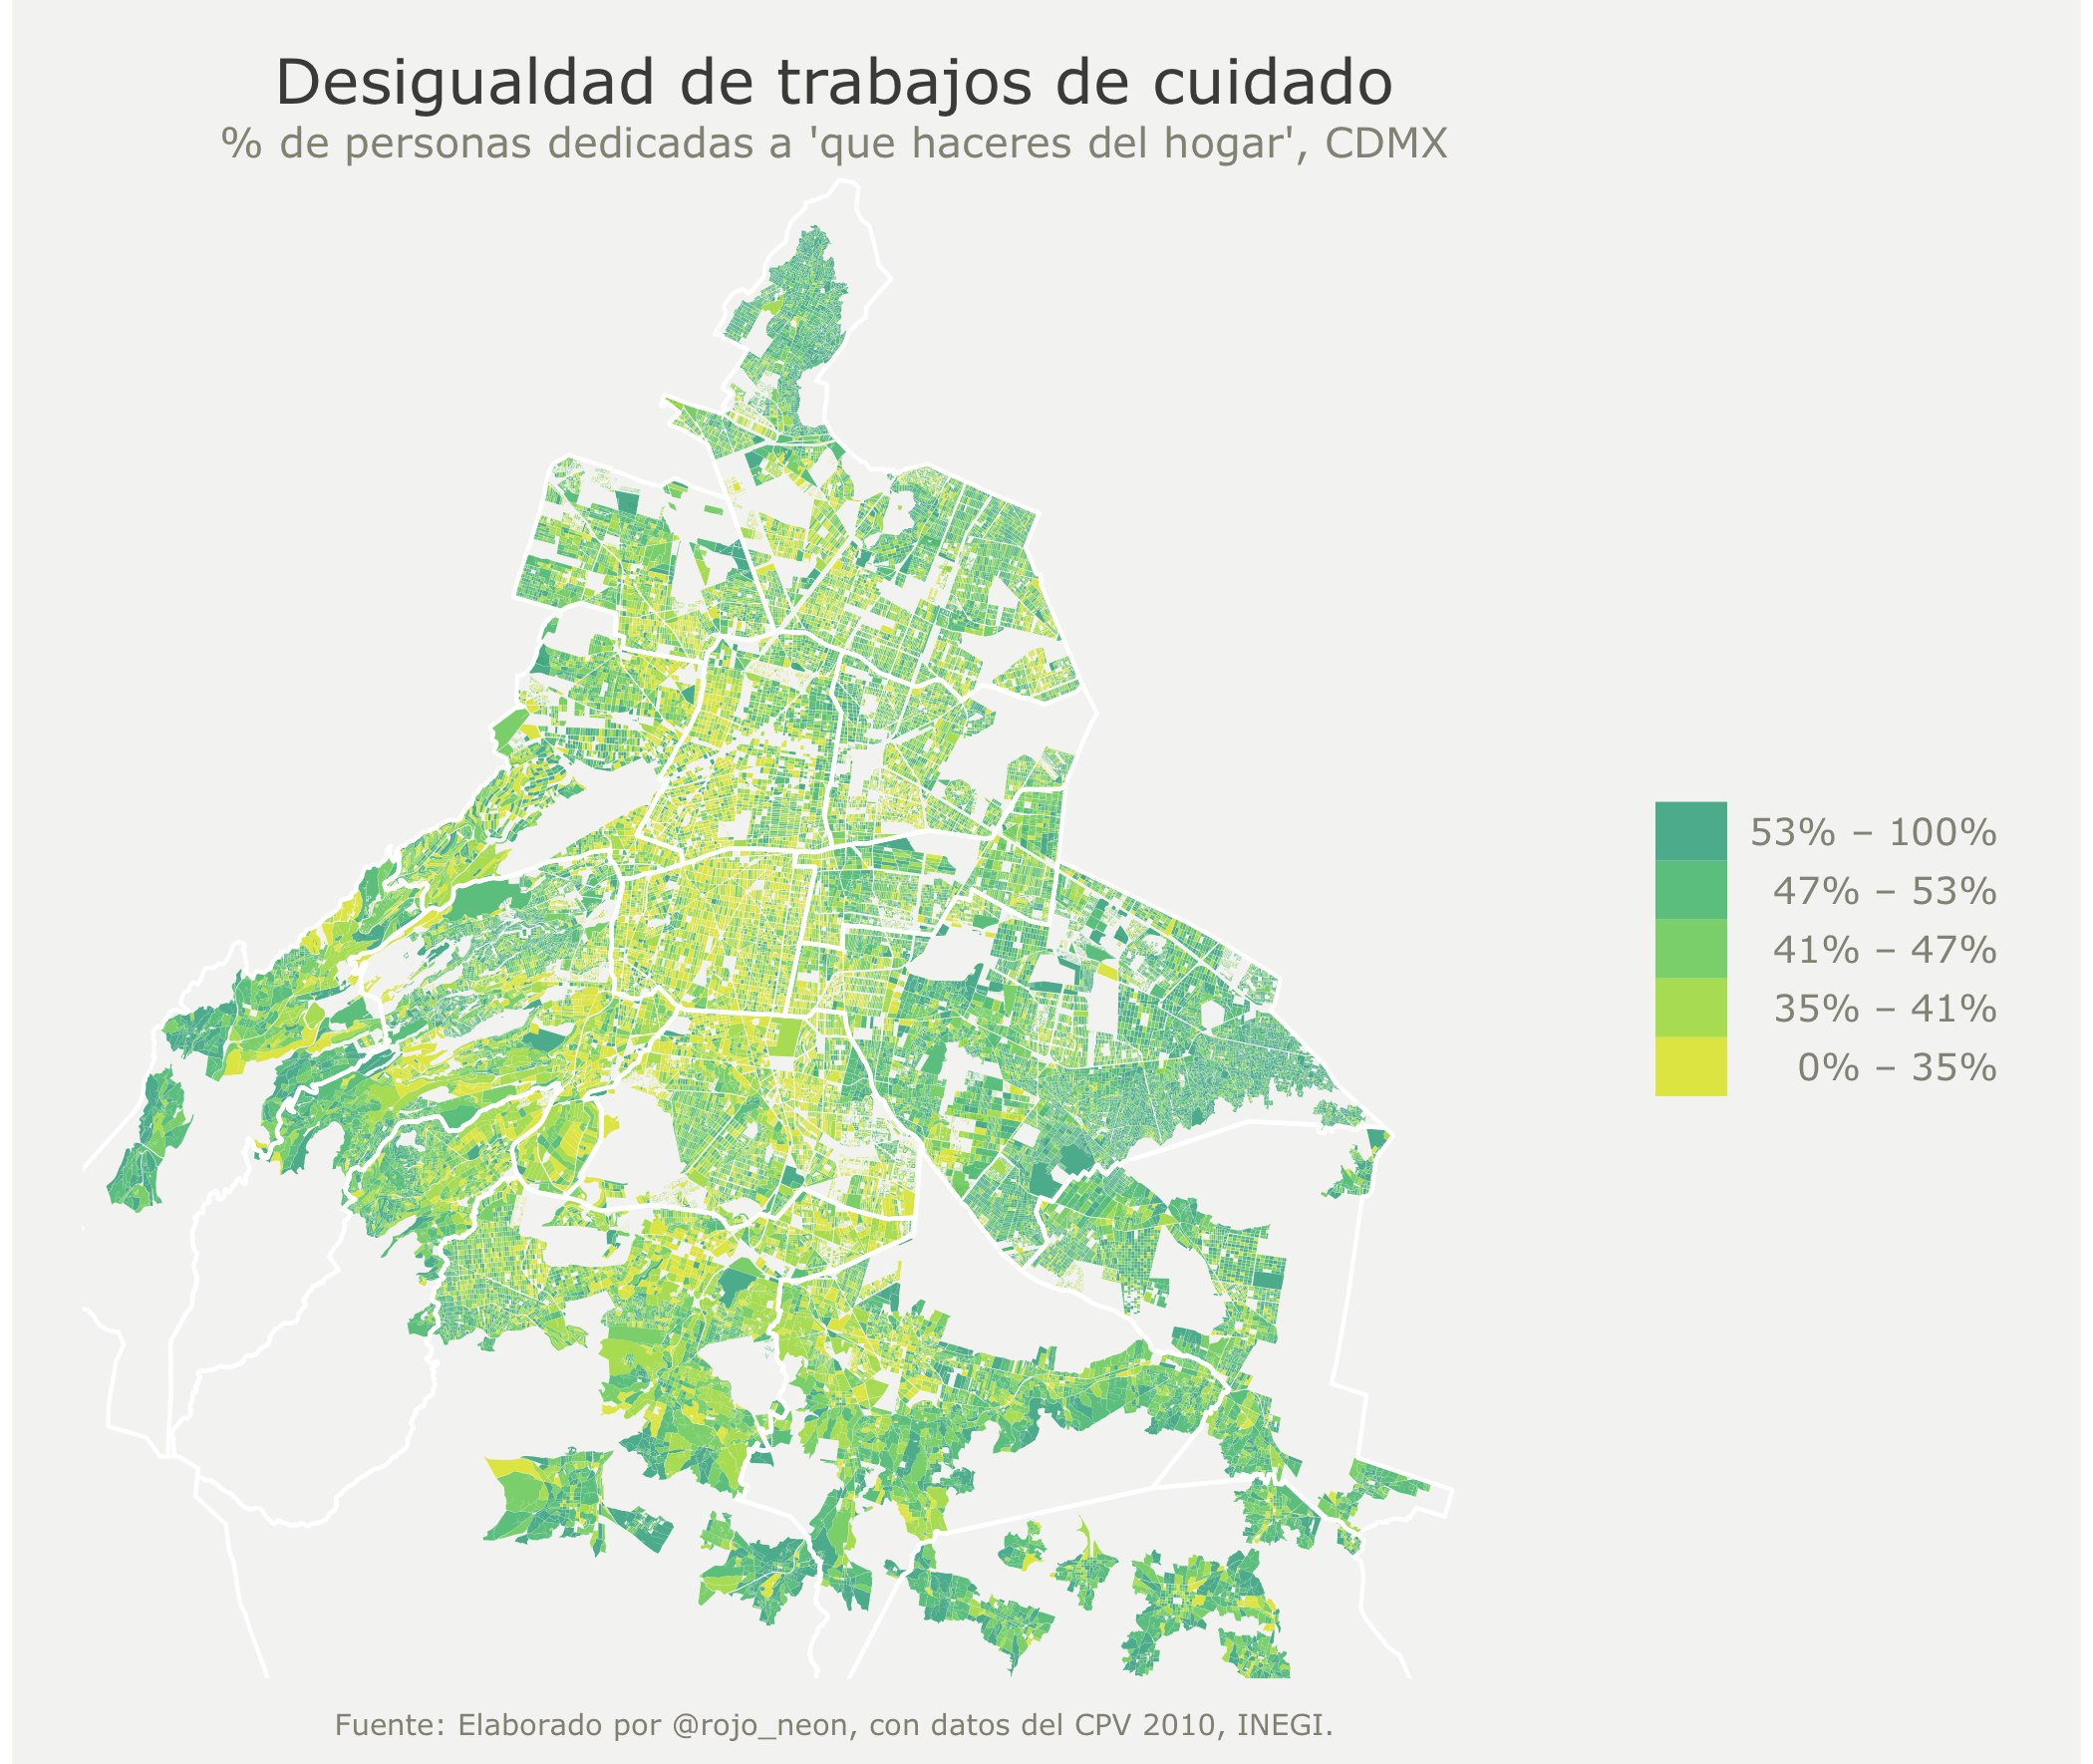 Desigualdad de trabajos de cuidado
% de personas dedicadas a 'que haceres del hogar', CDMX
53% – 100%
47% – 53%
41% – 47%
35% – 41%
0% – 35%
Fuente: Elaborado por @rojo_neon, con datos del CPV 2010, INEGI.